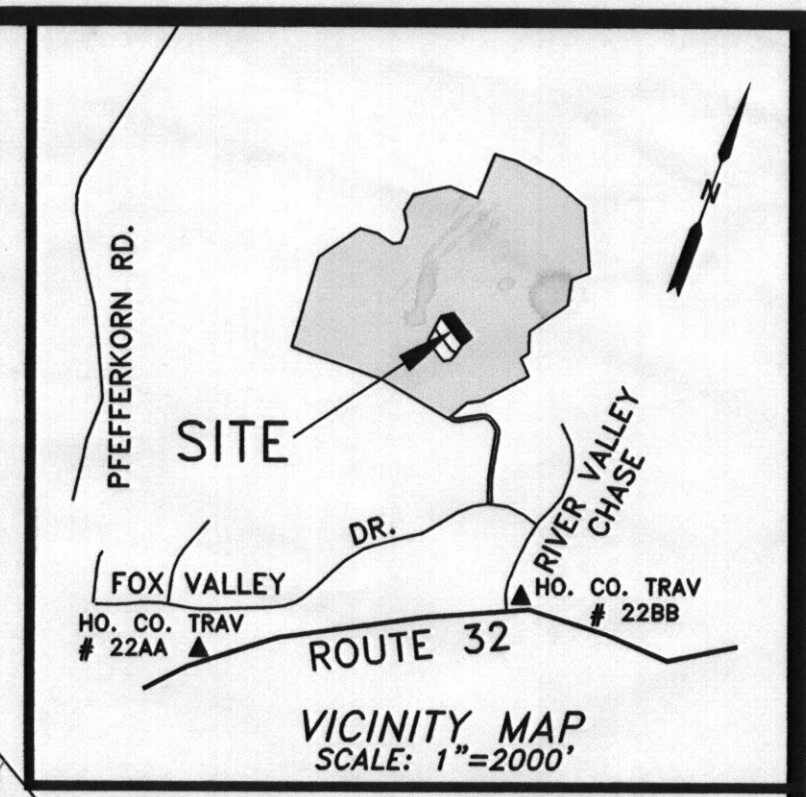 N
PFEFFERKORN RD.
SITE
RIVER VALLEY
CHASE
DR.
FOX VALLEY
HO. CO. TRAV
# 22BB
HO. CO. TRAV
# 22AA
ROUTE 32
VICINITY MAP
SCALE: 1"=2000'